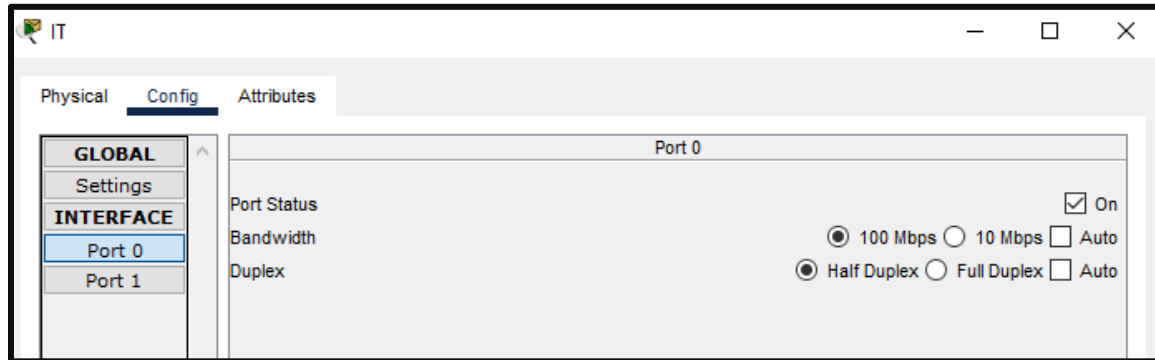 IT
Physical Config Attributes
GLOBAL
Settings
INTERFACE
Port 0
Port 1
Port 0
Port Status On
Bandwidth 100 Mbps 10 Mbps Auto
Duplex Half Duplex Full Duplex Auto